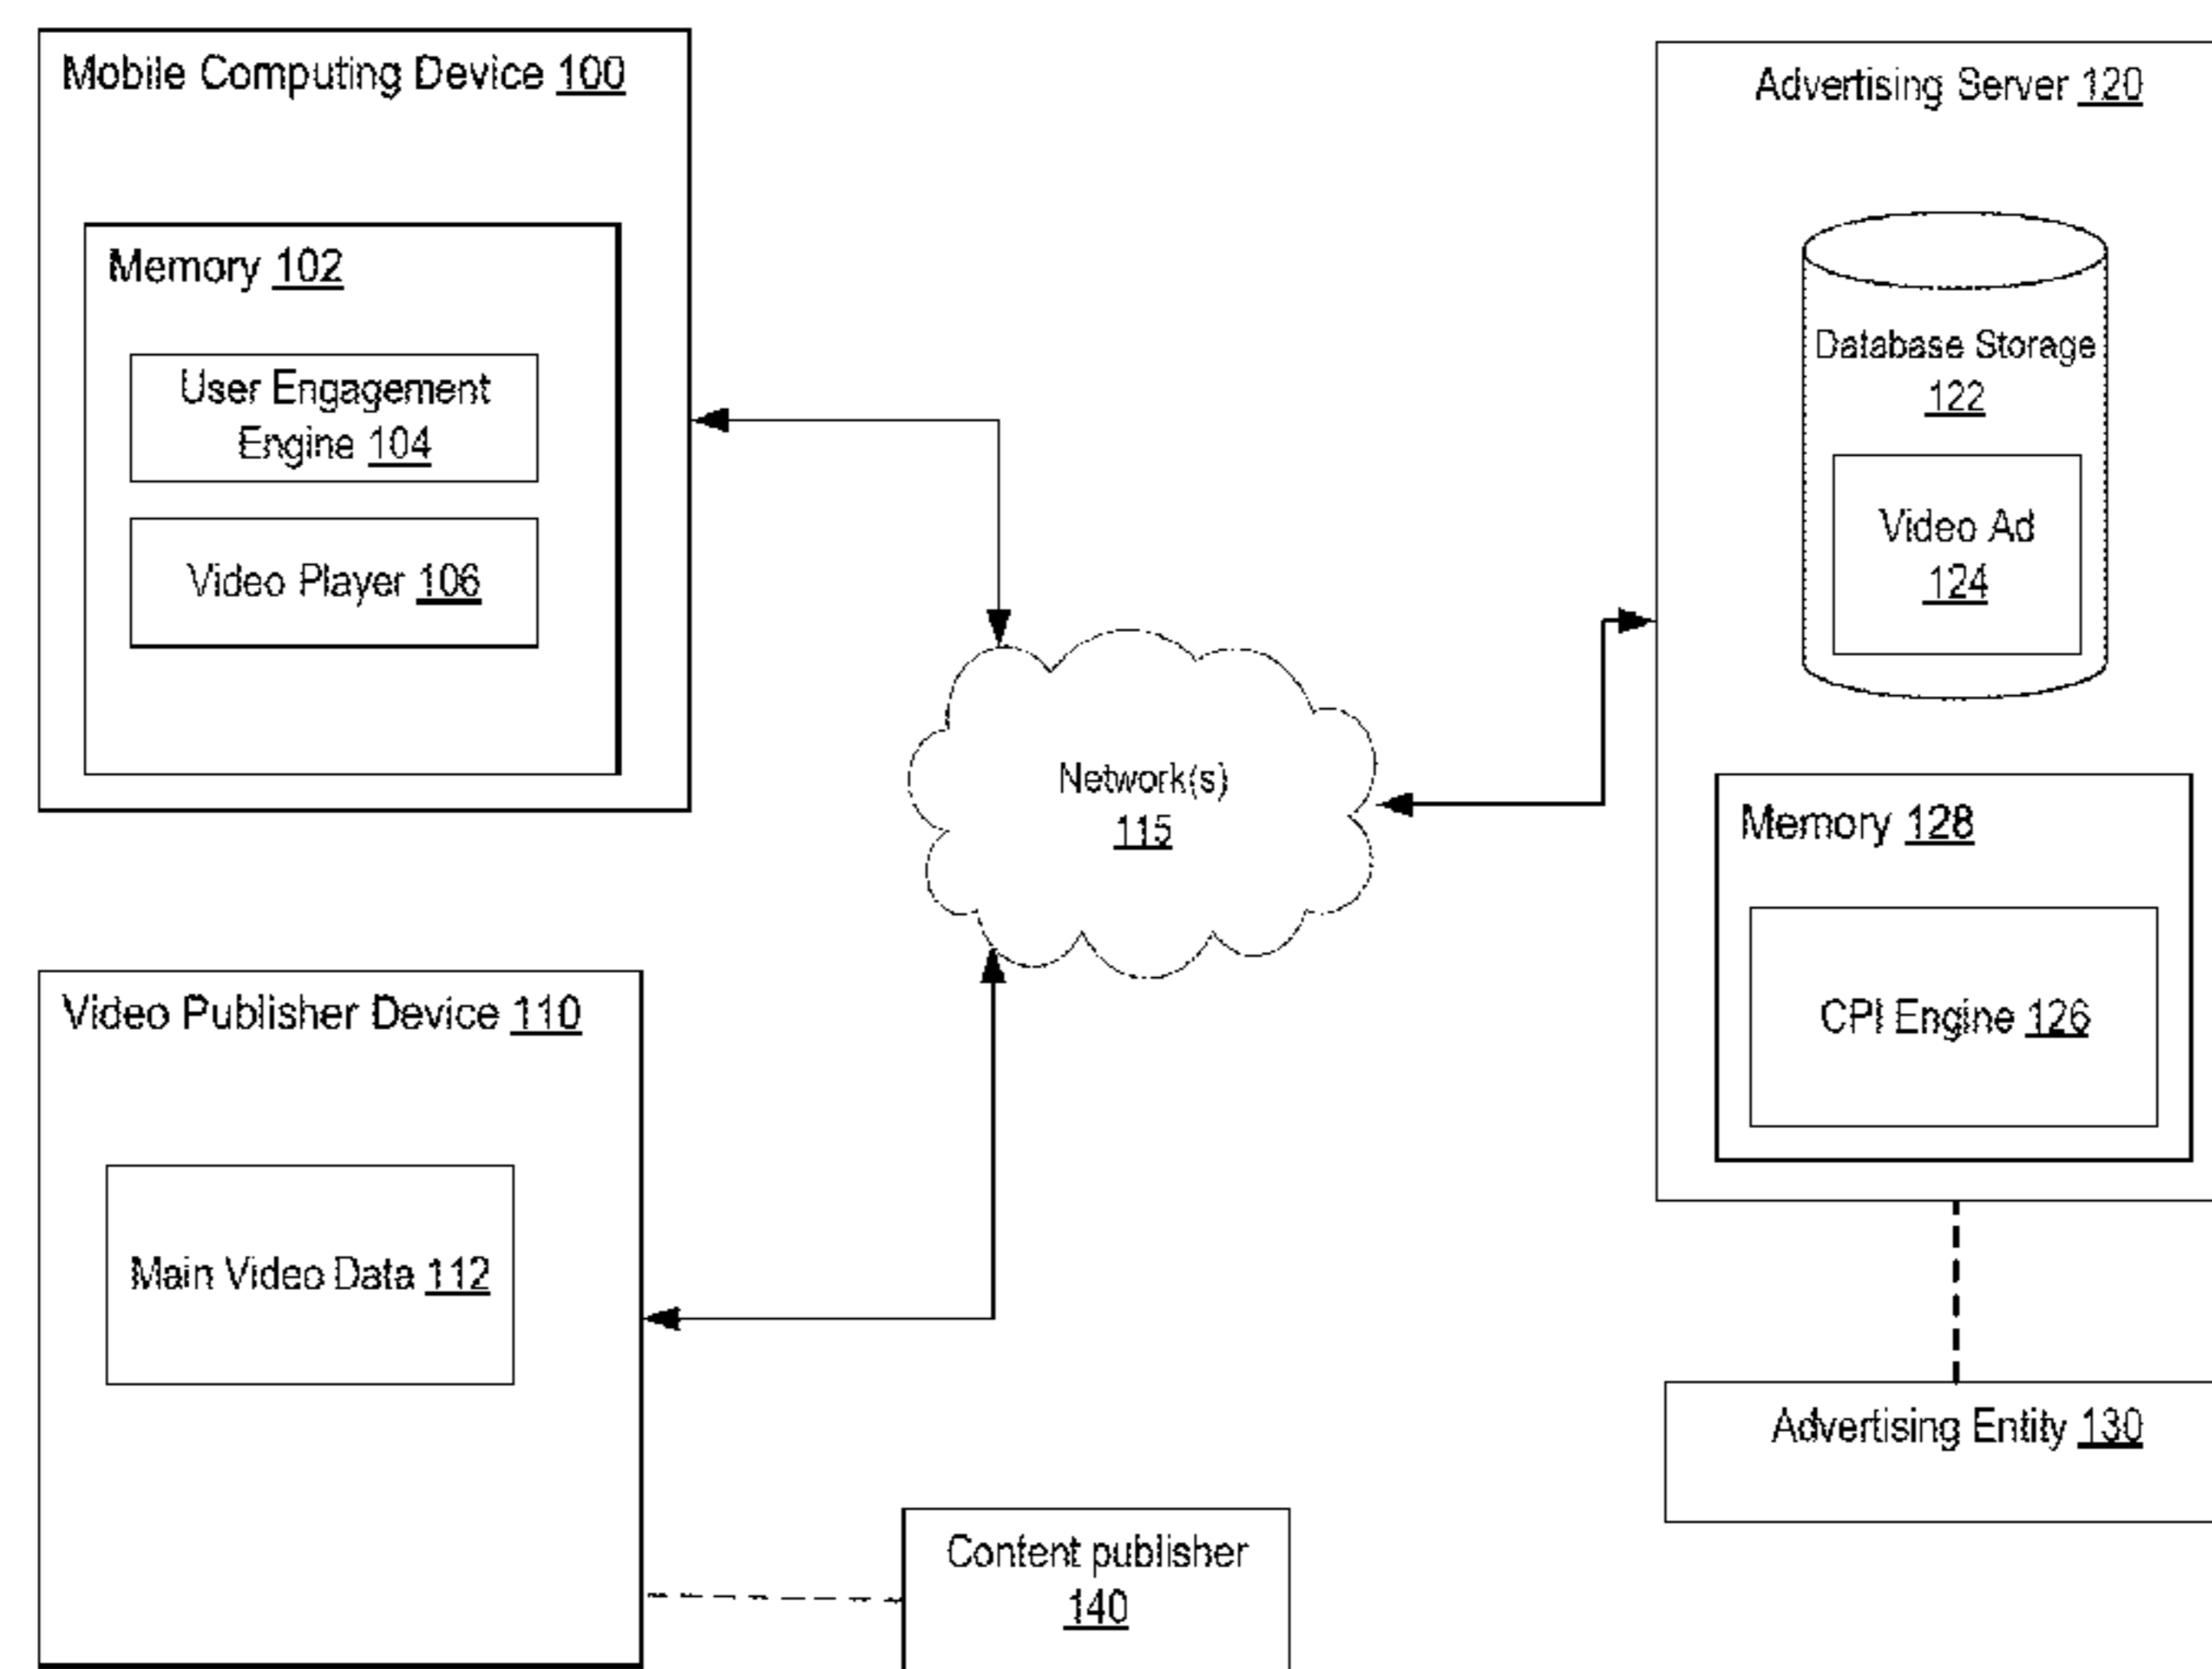 Mobile Computing Device 100
Memory 102
User Engagement
Engine 104
Video Player 106
Video Publisher Device 110
Main Video Data 112
Network(s)
115
Content publisher
140
Advertising Server 120
Database Storage
122
Video Ad
124
Memory 128
CPI Engine 126
Advertising Entity 130